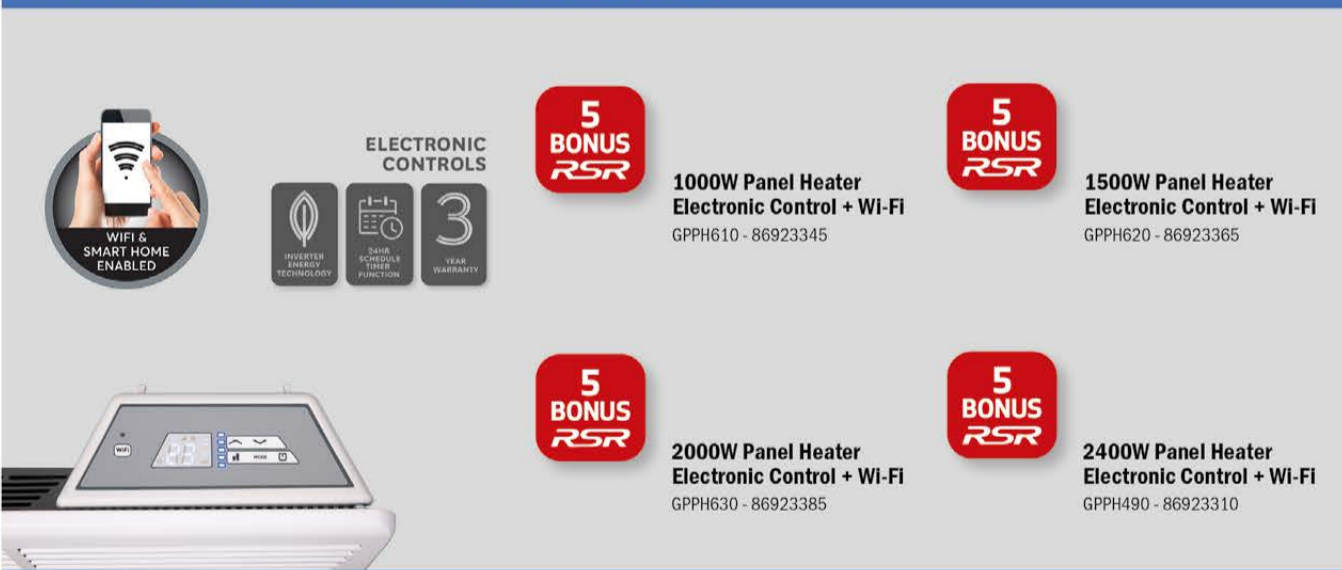 WIFI &
SMART HOME
ENABLED
ELECTRONIC
CONTROLS
INVERTER
ENERGY
TECHNOLOGY
24HR
SCHEDULE
TIMER
FUNCTION
3
YEAR
WARRANTY
5
BONUS
RSR
1000W Panel Heater
Electronic Control + Wi-Fi
GPPH610 - 86923345
5
BONUS
RSR
1500W Panel Heater
Electronic Control + Wi-Fi
GPPH620 - 86923365
WiFi
MODE
5
BONUS
RSR
2000W Panel Heater
Electronic Control + Wi-Fi
GPPH630 - 86923385
5
BONUS
RSR
2400W Panel Heater
Electronic Control + Wi-Fi
GPPH490 - 86923310